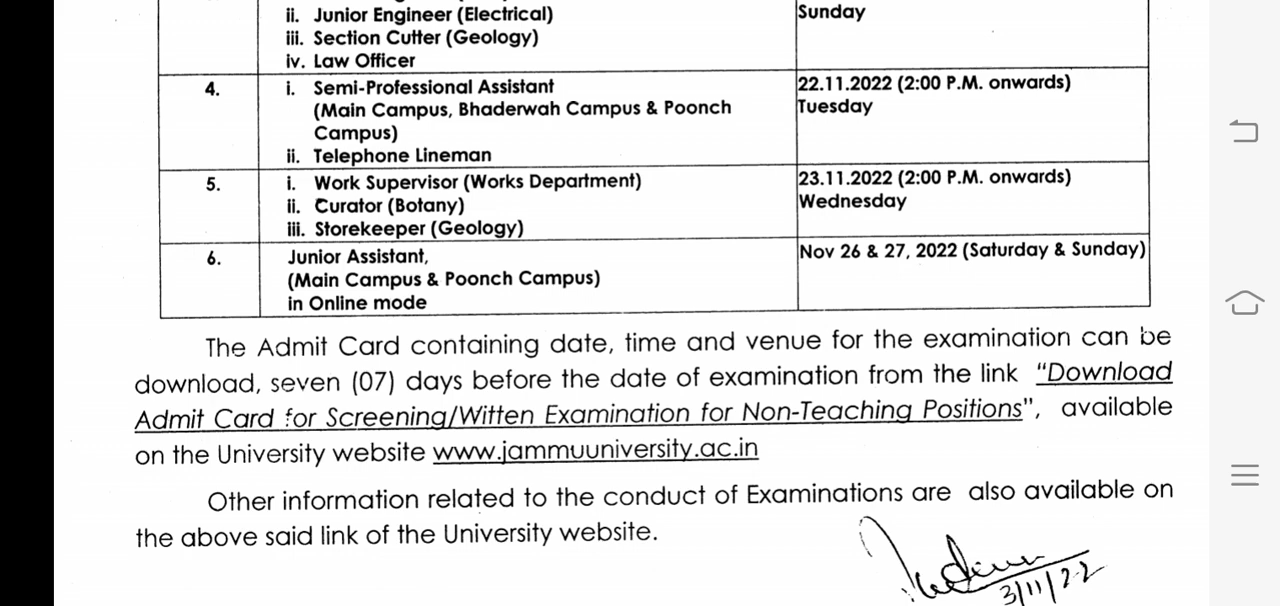 ii. Junior Engineer (Electrical)
Sunday
iii. Section Cutter (Geology)
iv. Law Officer
4.
i. Semi-Professional Assistant
(Main Campus, Bhaderwah Campus & Poonch
Campus)
ii. Telephone Lineman
22.11.2022 (2:00 P.M. onwards)
Tuesday
5.
i. Work Supervisor (Works Department)
ii. Curator (Botany)
iii. Storekeeper (Geology)
23.11.2022 (2:00 P.M. onwards)
Wednesday
6.
Junior Assistant,
(Main Campus & Poonch Campus)
in Online mode
Nov 26 & 27, 2022 (Saturday & Sunday)
The Admit Card containing date, time and venue for the examination can be
download, seven (07) days before the date of examination from the link "Download
Admit Card for Screening/Witten Examination for Non-Teaching Positions", available
on the University website www.jammuuniversity.ac.in
Other information related to the conduct of Examinations are also available on
the above said link of the University website.
3/11/22